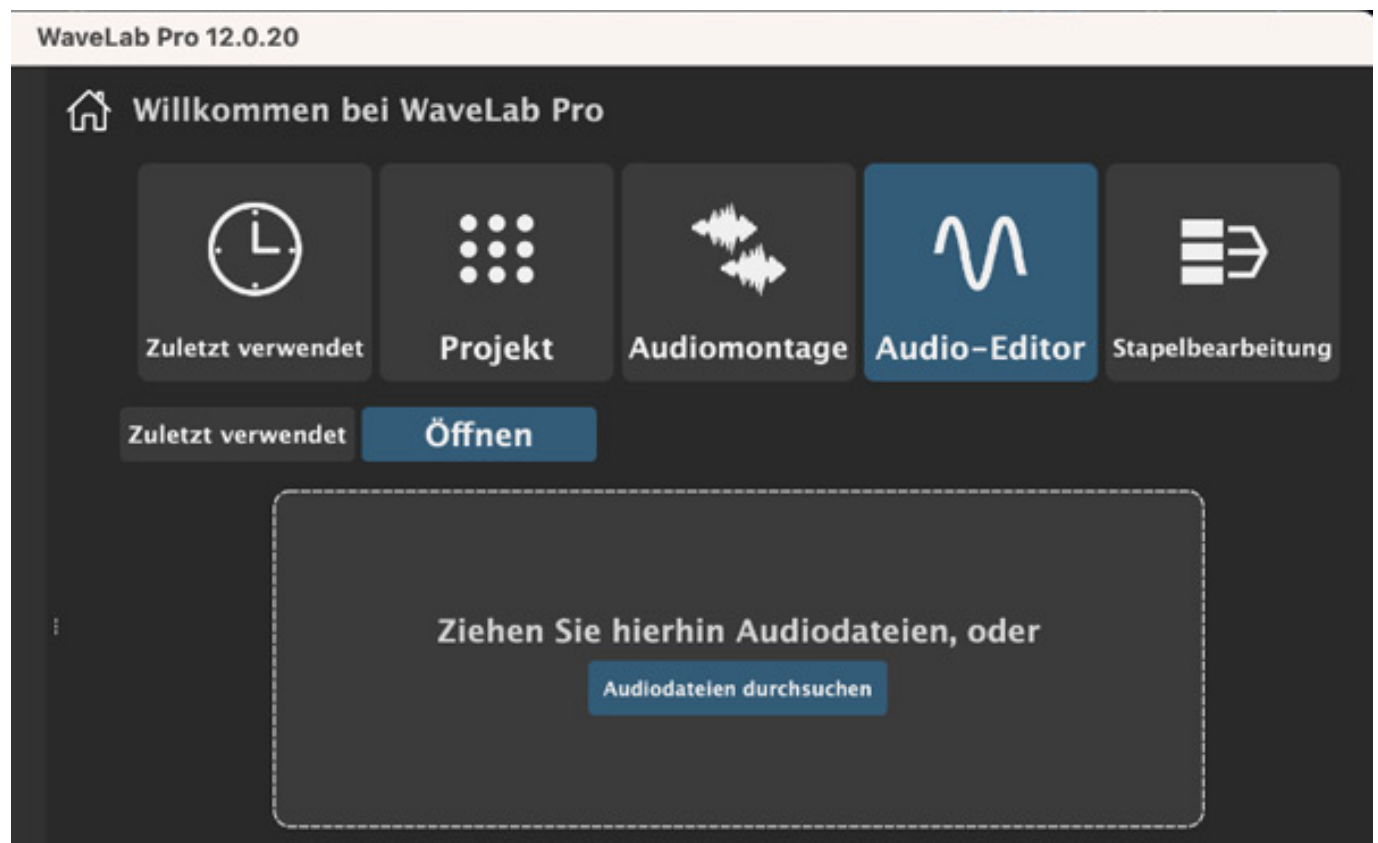 WaveLab Pro 12.0.20
Willkommen bei WaveLab Pro
Zuletzt verwendet Projekt Audiomontage Audio-Editor Stapelbearbeitung
Zuletzt verwendet Öffnen
Ziehen Sie hierhin Audiodateien, oder
Audiodateien durchsuchen